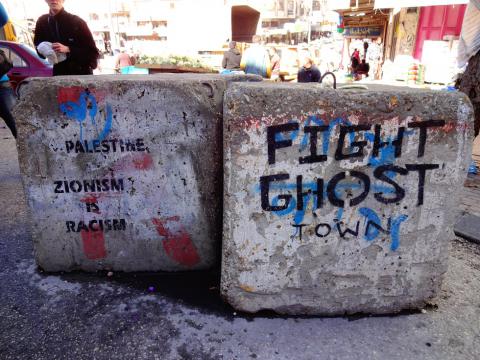 PALESTINE
ZIONISM
IS
RACISM
FIGHT
GHOST
TOWN